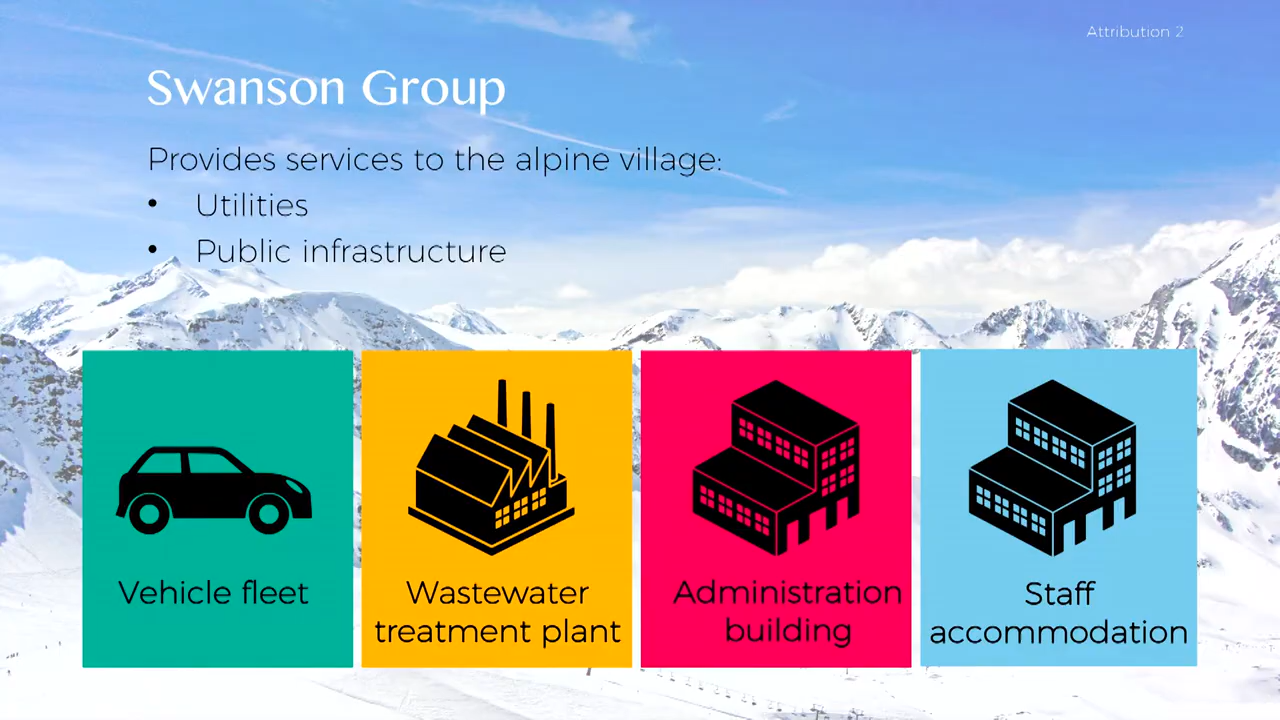 Attribution 2
Swanson Group
Provides services to the alpine village:
• Utilities
• Public infrastructure
Vehicle fleet
Wastewater
treatment plant
Administration
building
Staff
accommodation